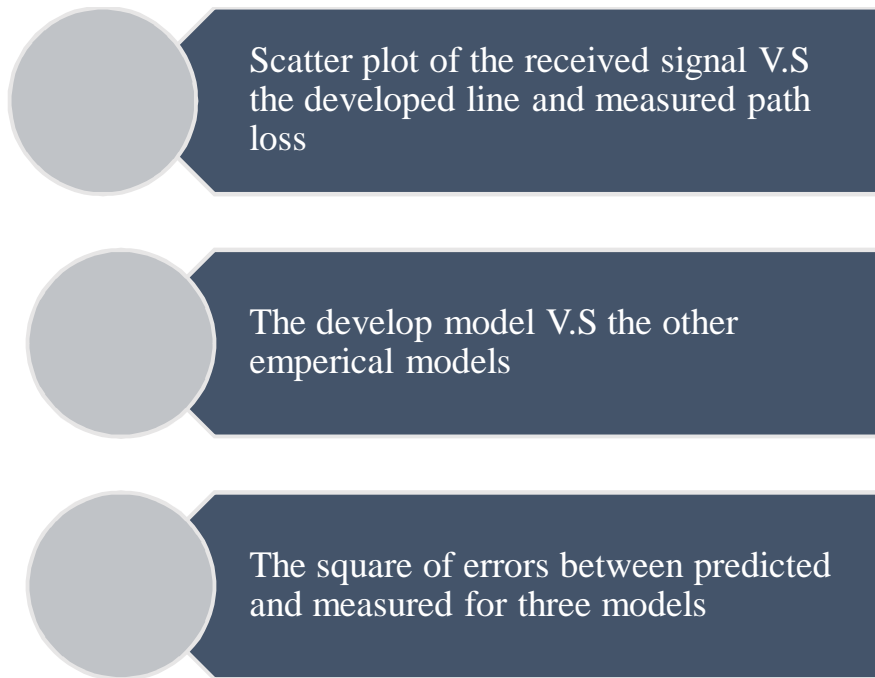 Scatter plot of the received signal V.S
the developed line and measured path
loss
The develop model V.S the other
emperical models
The square of errors between predicted
and measured for three models